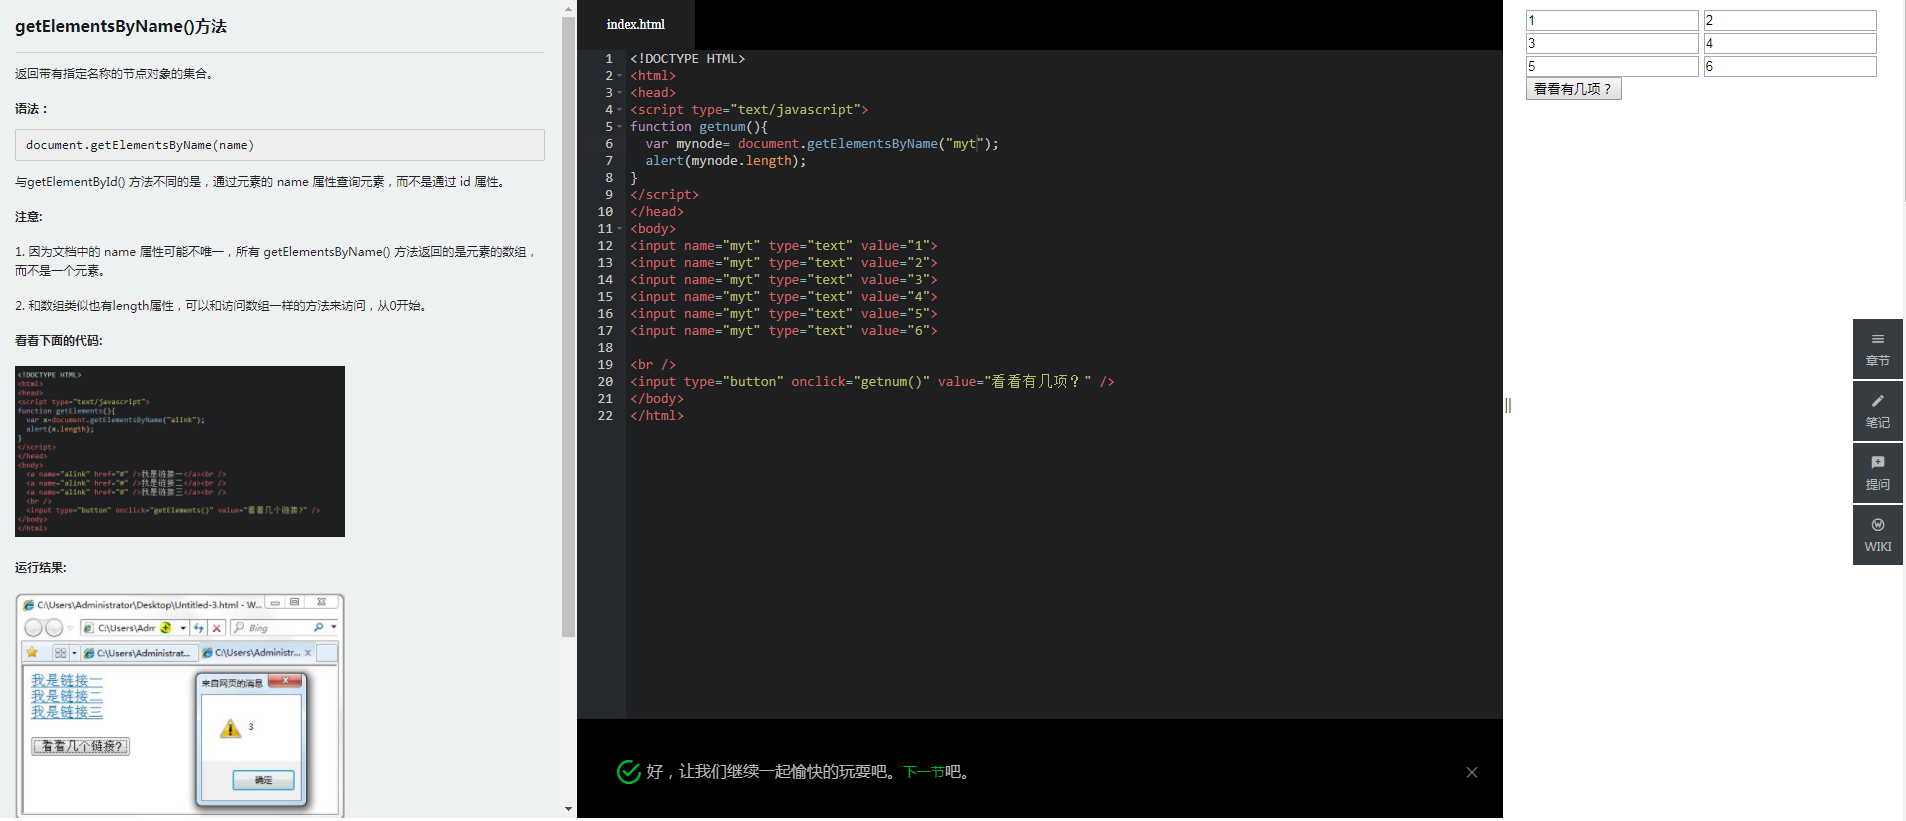 getElementsByName()方法
返回带有指定名称的节点对象的集合。
语法：
document.getElementsByName(name)
与getElementById() 方法不同的是，通过元素的 name 属性查询元素，而不是通过 id 属性。
注意:
1. 因为文档中的 name 属性可能不唯一，所有 getElementsByName() 方法返回的是元素的数组，
而不是一个元素。
2. 和数组类似也有length属性，可以和访问数组一样的方法来访问，从0开始。
看看下面的代码:
<!DOCTYPE HTML>
<html>
<head>
<script type="text/javascript">
function getElements(){
var x=document.getElementsByName("alink");
alert(x.length);
}
</script>
</head>
<body>
<a name="alink" href="#" />我是链接一</a><br />
<a name="alink" href="#" />我是链接二</a><br />
<a name="alink" href="#" />我是链接三</a><br />
<br />
<input type="button" onclick="getElements()" value="看看几个链接?" />
</body>
</html>
运行结果:
C:\Users\Administrator\Desktop\Untitled-3.html - W...
C:\Users\Adm
Bing
C:\Users\Administrat...
C:\Users\Administr...
我是链接一
我是链接二
我是链接三
看看几个链接?
来自网页的消息
3
确定
index.html
1 <!DOCTYPE HTML>
2 <html>
3 <head>
4 <script type="text/javascript">
5 function getnum(){
6 var mynode= document.getElementsByName("myt");
7 alert(mynode.length);
8 }
9 </script>
10 </head>
11 <body>
12 <input name="myt" type="text" value="1">
13 <input name="myt" type="text" value="2">
14 <input name="myt" type="text" value="3">
15 <input name="myt" type="text" value="4">
16 <input name="myt" type="text" value="5">
17 <input name="myt" type="text" value="6">
18
19 <br />
20 <input type="button" onclick="getnum()" value="看看有几项？" />
21 </body>
22 </html>
好，让我们继续一起愉快的玩耍吧。下一节吧。
1 2
3 4
5 6
看看有几项？
章节
笔记
提问
WIKI